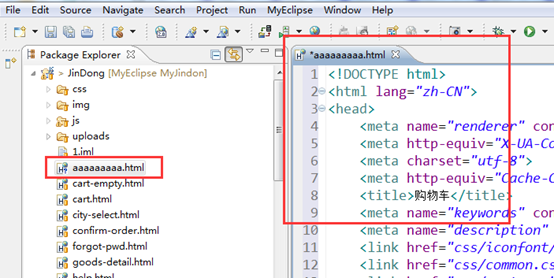 Edit Source Navigate Search Project Run MyEclipse Window Help
Package Explorer
JinDong [MyEclipse MyJindon]
css
img
js
uploads
1.iml
aaaaaaaaa.html
cart-empty.html
cart.html
city-select.html
confirm-order.html
forgot-pwd.html
goods-detail.html
help.html
*aaaaaaaaa.html
1 <!DOCTYPE html>
2 <html lang="zh-CN">
3 <head>
4 <meta name="renderer" con
5 <meta http-equiv="X-UA-Co
6 <meta charset="utf-8">
7 <meta http-equiv="Cache-C
8 <title>购物车</title>
9 <meta name="keywords" con
10 <meta name="description"
11 <link href="css/iconfont/
12 <link href="css/common.cs